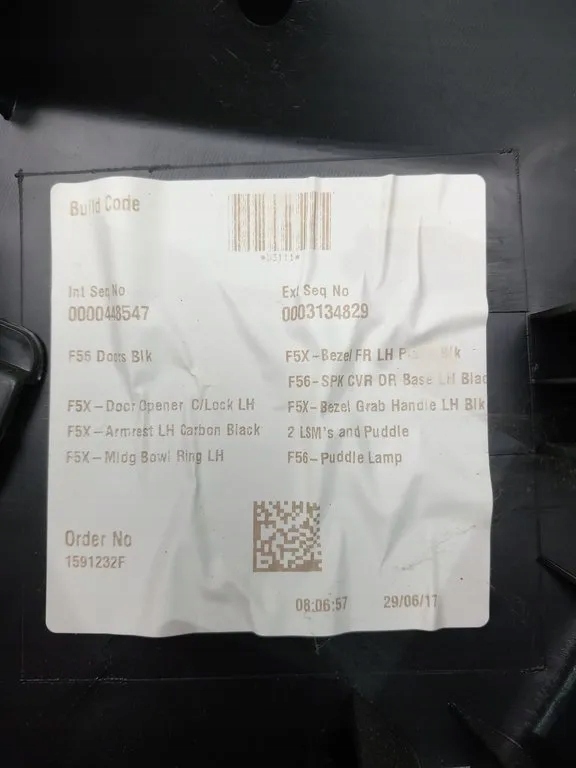 Build Code
Int Seq No
0000448547
Ext Seq No
0003134829
F56 Doors Blk
F5X-Bezel FR LH Blk
F56-SPK CVR DR Base LH Blac
F5X-Door Opener C/Lock LH
F5X-Bezel Grab Handle LH Blk
F5X-Armrest LH Carbon Black
2 LSM's and Puddle
F5X-Mldg Bowl Ring LH
F56-Puddle Lamp
Order No
1591232F
08:06:57
29/06/17